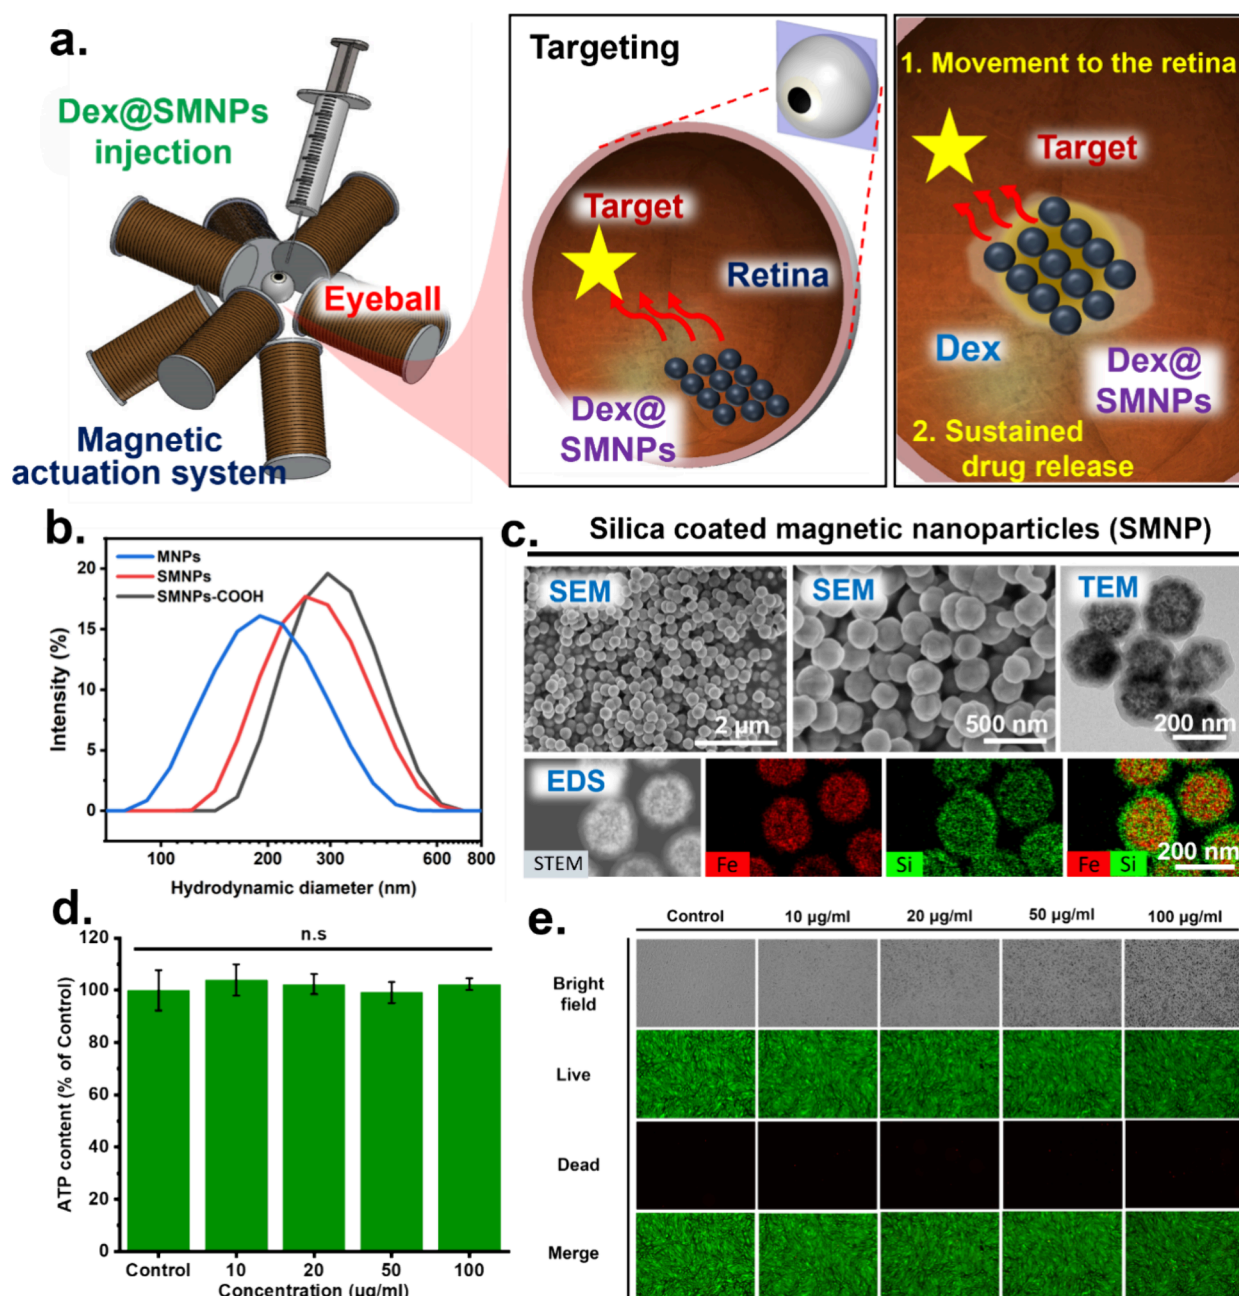 a.
Dex@SMNPs
injection
Eyeball
Magnetic
actuation system
Targeting
Target
Retina
Dex@
SMNPs
1. Movement to the retina
Target
Dex
Dex@
SMNPs
2. Sustained
drug release
b.
MNPs
SMNPs
SMNPs-COOH
20
15
10
5
0
Intensity (%)
100
200
300
600
800
Hydrodynamic diameter (nm)
c.
Silica coated magnetic nanoparticles (SMNP)
SEM
2 µm
SEM
500 nm
TEM
200 nm
EDS
STEM
Fe
Si
Fe
Si
200 nm
d.
n.s
120
100
80
60
40
20
0
ATP content (% of Control)
Control
10
20
50
100
Concentration (µg/ml)
e.
Control
10 µg/ml
20 µg/ml
50 µg/ml
100 µg/ml
Bright
field
Live
Dead
Merge